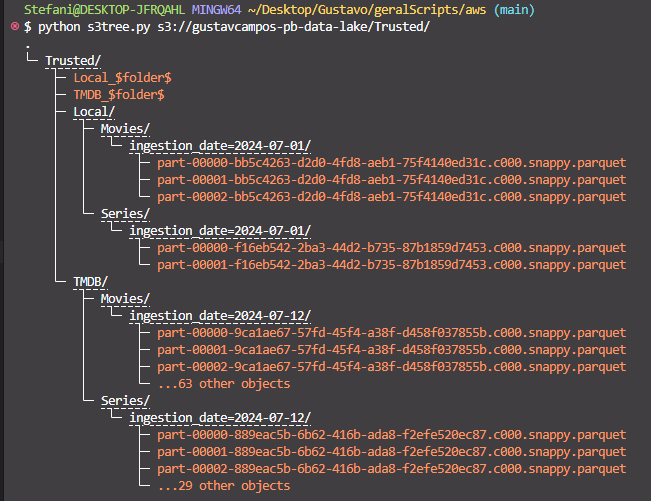 Stefani@DESKTOP-JFRQAHL MINGW64 ~/Desktop/Gustavo/geralScripts/aws (main)
$ python s3tree.py s3://gustavcampos-pb-data-lake/Trusted/
.
└─ Trusted/
├─ Local_$folder$
├─ TMDB_$folder$
├─ Local/
├─ Movies/
└─ ingestion_date=2024-07-01/
├─ part-00000-bb5c4263-d2d0-4fd8-aeb1-75f4140ed31c.c000.snappy.parquet
├─ part-00001-bb5c4263-d2d0-4fd8-aeb1-75f4140ed31c.c000.snappy.parquet
└─ part-00002-bb5c4263-d2d0-4fd8-aeb1-75f4140ed31c.c000.snappy.parquet
└─ Series/
└─ ingestion_date=2024-07-01/
├─ part-00000-f16eb542-2ba3-44d2-b735-87b1859d7453.c000.snappy.parquet
└─ part-00001-f16eb542-2ba3-44d2-b735-87b1859d7453.c000.snappy.parquet
└─ TMDB/
├─ Movies/
└─ ingestion_date=2024-07-12/
├─ part-00000-9ca1ae67-57fd-45f4-a38f-d458f037855b.c000.snappy.parquet
├─ part-00001-9ca1ae67-57fd-45f4-a38f-d458f037855b.c000.snappy.parquet
├─ part-00002-9ca1ae67-57fd-45f4-a38f-d458f037855b.c000.snappy.parquet
└─ ...63 other objects
└─ Series/
└─ ingestion_date=2024-07-12/
├─ part-00000-889eac5b-6b62-416b-ada8-f2efe520ec87.c000.snappy.parquet
├─ part-00001-889eac5b-6b62-416b-ada8-f2efe520ec87.c000.snappy.parquet
├─ part-00002-889eac5b-6b62-416b-ada8-f2efe520ec87.c000.snappy.parquet
└─ ...29 other objects